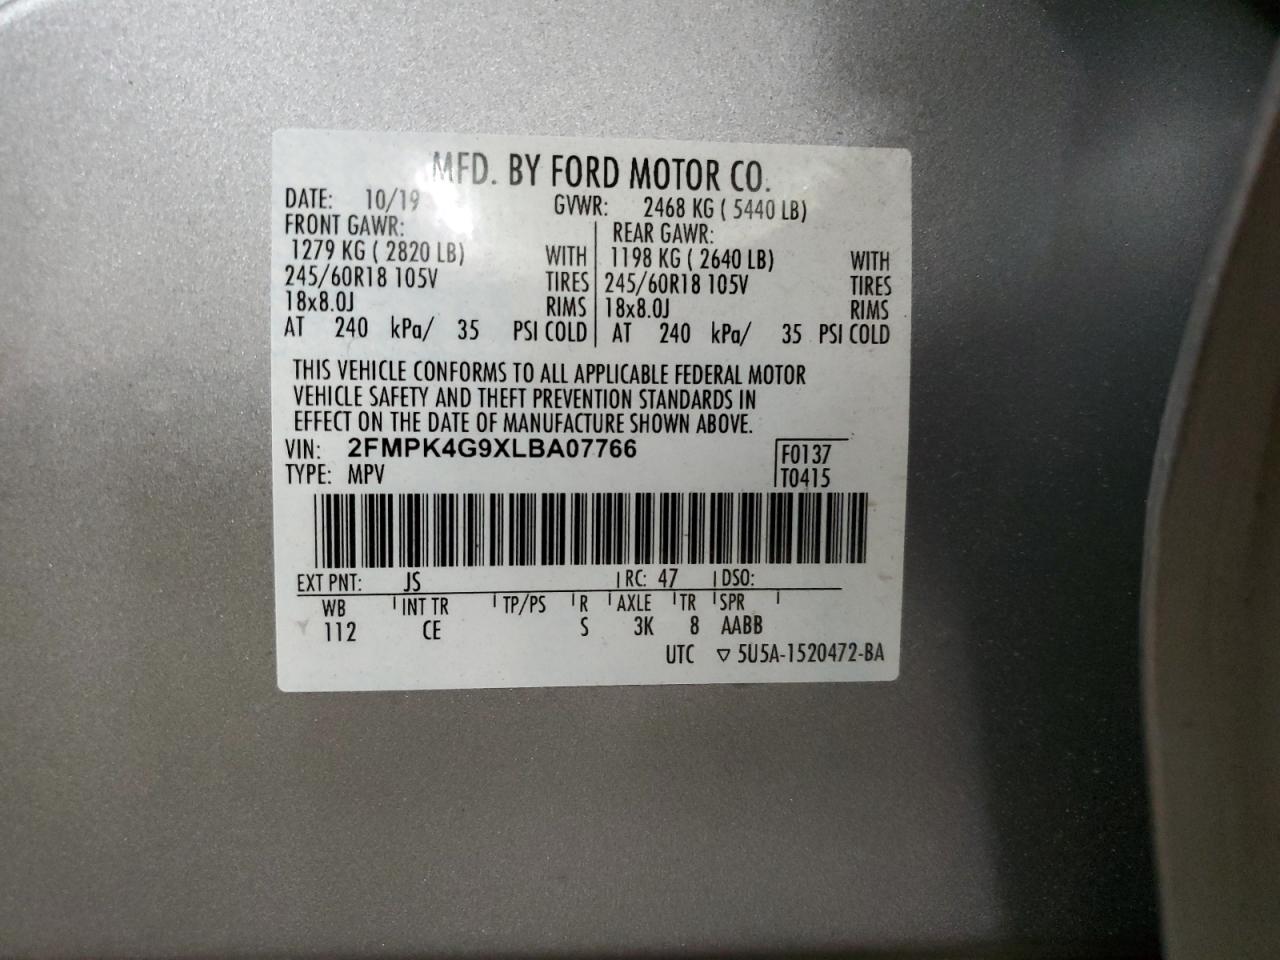 MFD. BY FORD MOTOR CO.
DATE: 10/19 GVWR: 2468 KG ( 5440 LB)
FRONT GAWR: REAR GAWR:
1279 KG ( 2820 LB) WITH 1198 KG ( 2640 LB) WITH
245/60R18 105V TIRES 245/60R18 105V TIRES
18x8.0J RIMS 18x8.0J RIMS
AT 240 kPa/ 35 PSI COLD AT 240 kPa/ 35 PSI COLD
THIS VEHICLE CONFORMS TO ALL APPLICABLE FEDERAL MOTOR
VEHICLE SAFETY AND THEFT PREVENTION STANDARDS IN
EFFECT ON THE DATE OF MANUFACTURE SHOWN ABOVE.
VIN: 2FMPK4G9XLBA07766 F0137
TYPE: MPV T0415
EXT PNT: JS RC: 47 DSO:
WB INT TR TP/PS R AXLE TR SPR
112 CE S 3K 8 AABB
UTC ▽ 5U5A-1520472-BA